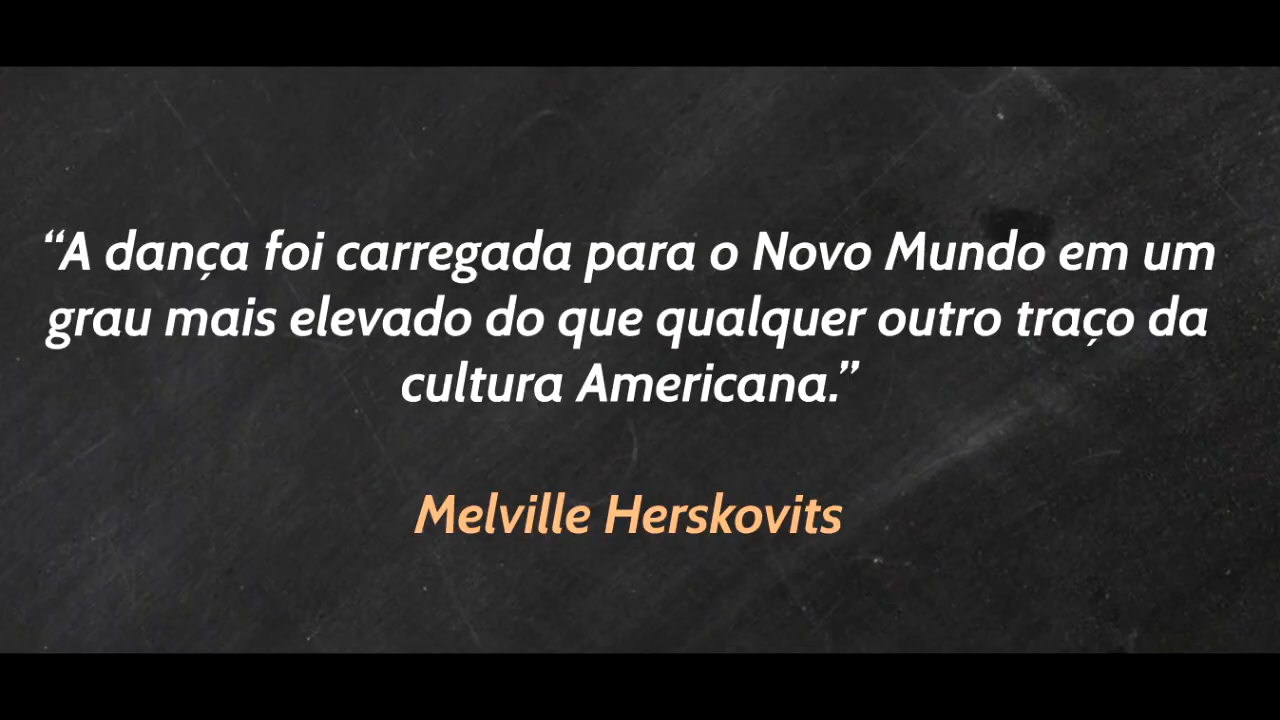 “A dança foi carregada para o Novo Mundo em um
grau mais elevado do que qualquer outro traço da
cultura Americana.”
Melville Herskovits